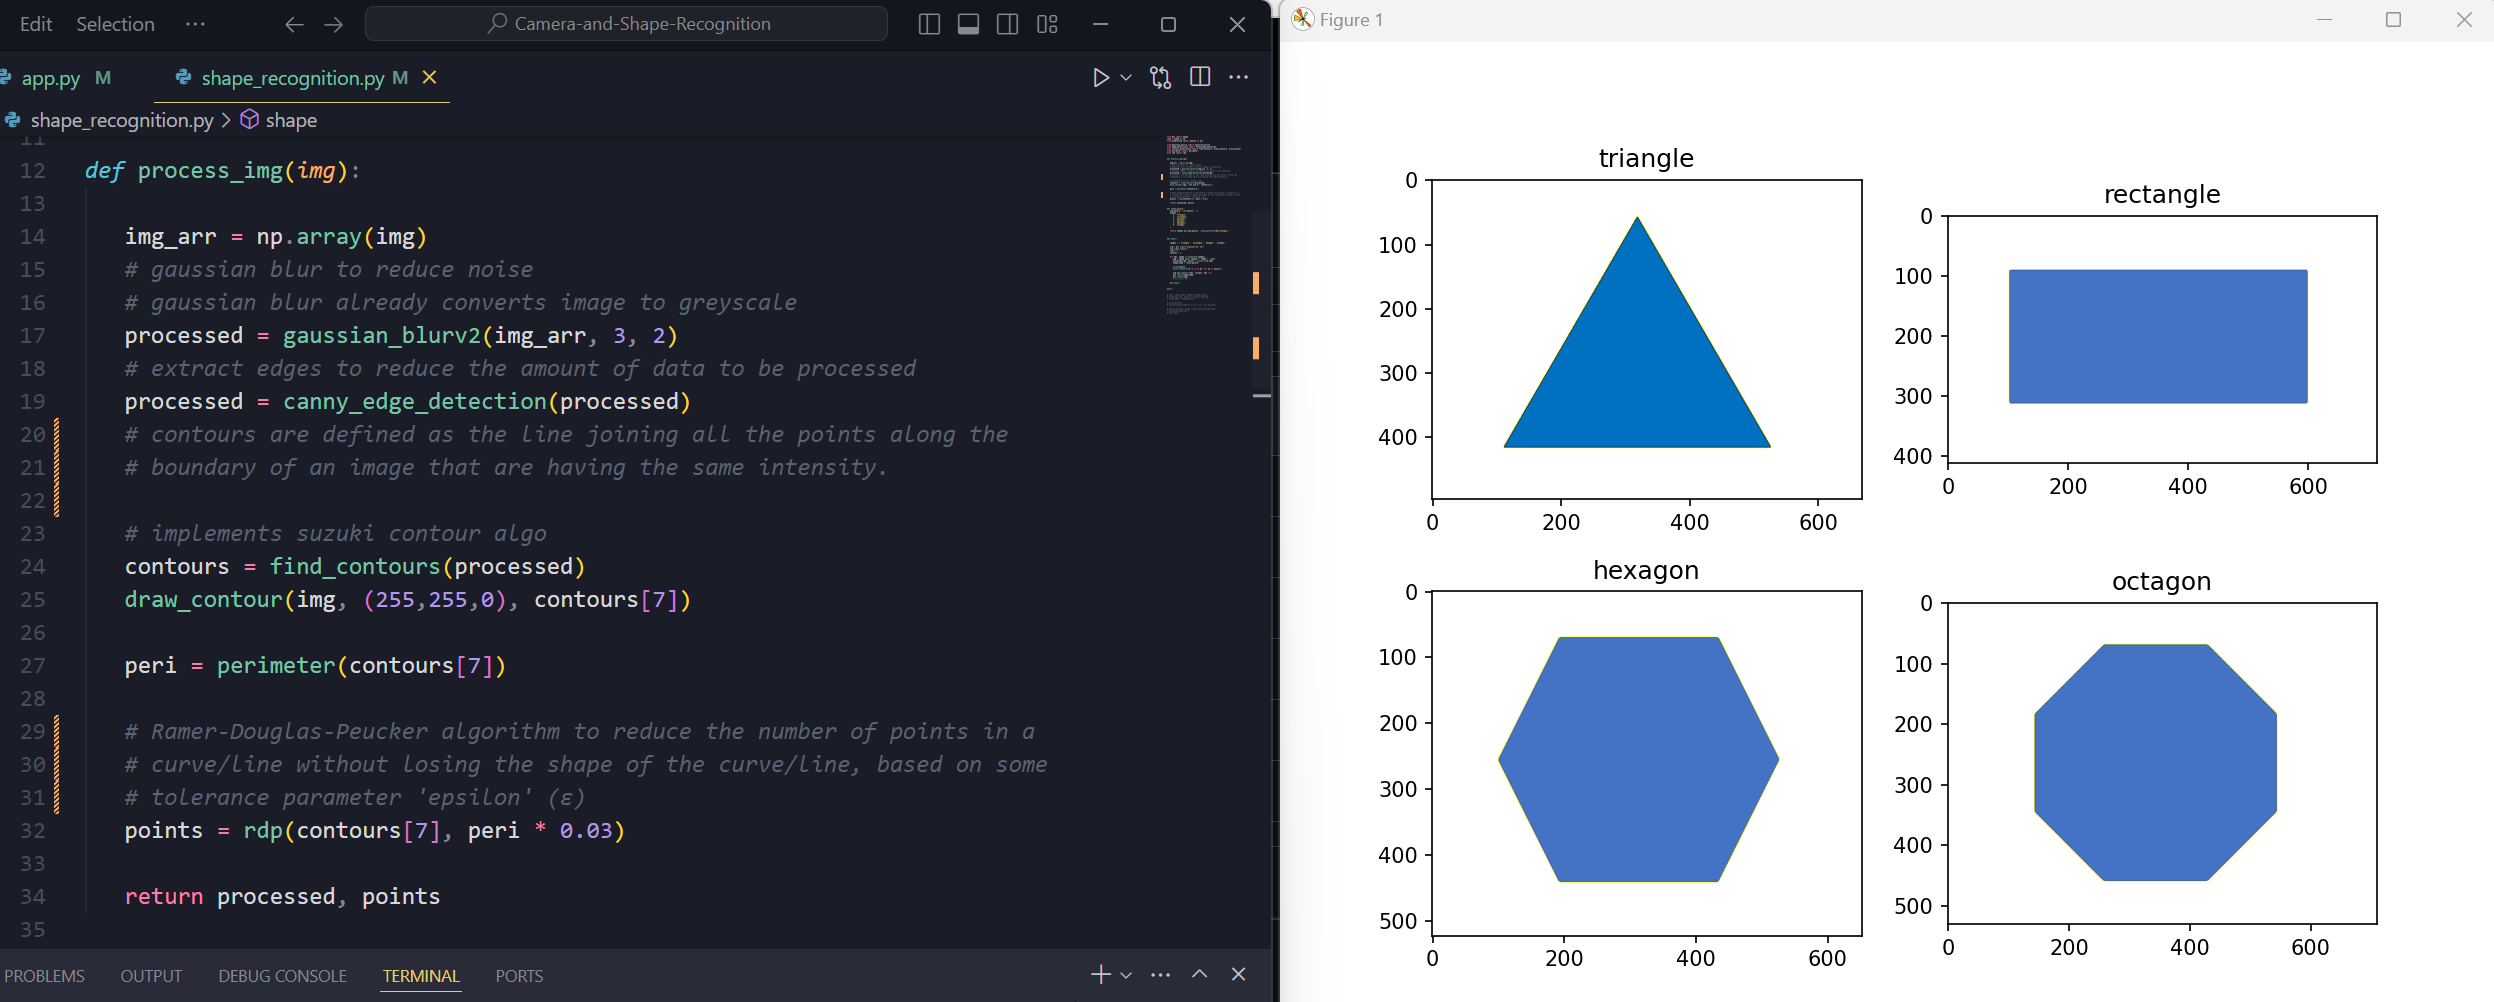 Edit Selection ...
Camera-and-Shape-Recognition
app.py M
shape_recognition.py M
shape_recognition.py > shape
11
12 def process_img(img):
13
14 img_arr = np.array(img)
15 # gaussian blur to reduce noise
16 # gaussian blur already converts image to greyscale
17 processed = gaussian_blurv2(img_arr, 3, 2)
18 # extract edges to reduce the amount of data to be processed
19 processed = canny_edge_detection(processed)
20 # contours are defined as the line joining all the points along the
21 # boundary of an image that are having the same intensity.
22
23 # implements suzuki contour algo
24 contours = find_contours(processed)
25 draw_contour(img, (255,255,0), contours[7])
26
27 peri = perimeter(contours[7])
28
29 # Ramer-Douglas-Peucker algorithm to reduce the number of points in a
30 # curve/line without losing the shape of the curve/line, based on some
31 # tolerance parameter 'epsilon' (ε)
32 points = rdp(contours[7], peri * 0.03)
33
34 return processed, points
35
PROBLEMS OUTPUT DEBUG CONSOLE TERMINAL PORTS
Figure 1
triangle
0
100
200
300
400
0 200 400 600
rectangle
0
100
200
300
400
0 200 400 600
hexagon
0
100
200
300
400
500
0 200 400 600
octagon
0
100
200
300
400
500
0 200 400 600